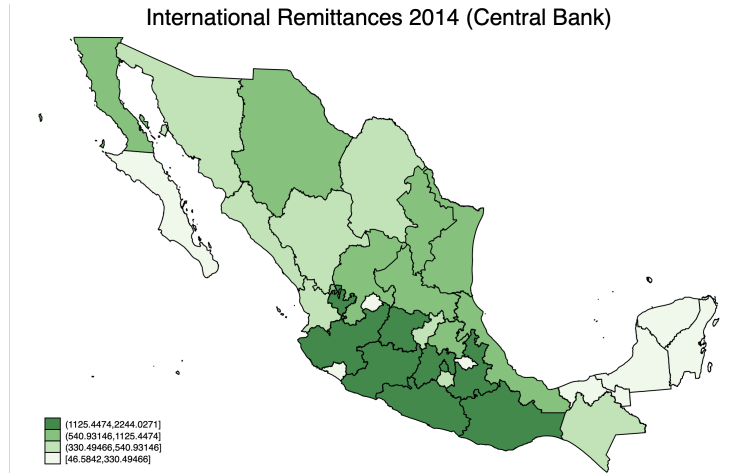 International Remittances 2014 (Central Bank)
(1125.4474,2244.0271]
(540.93146,1125.4474]
(330.49466,540.93146]
[46.5842,330.49466]